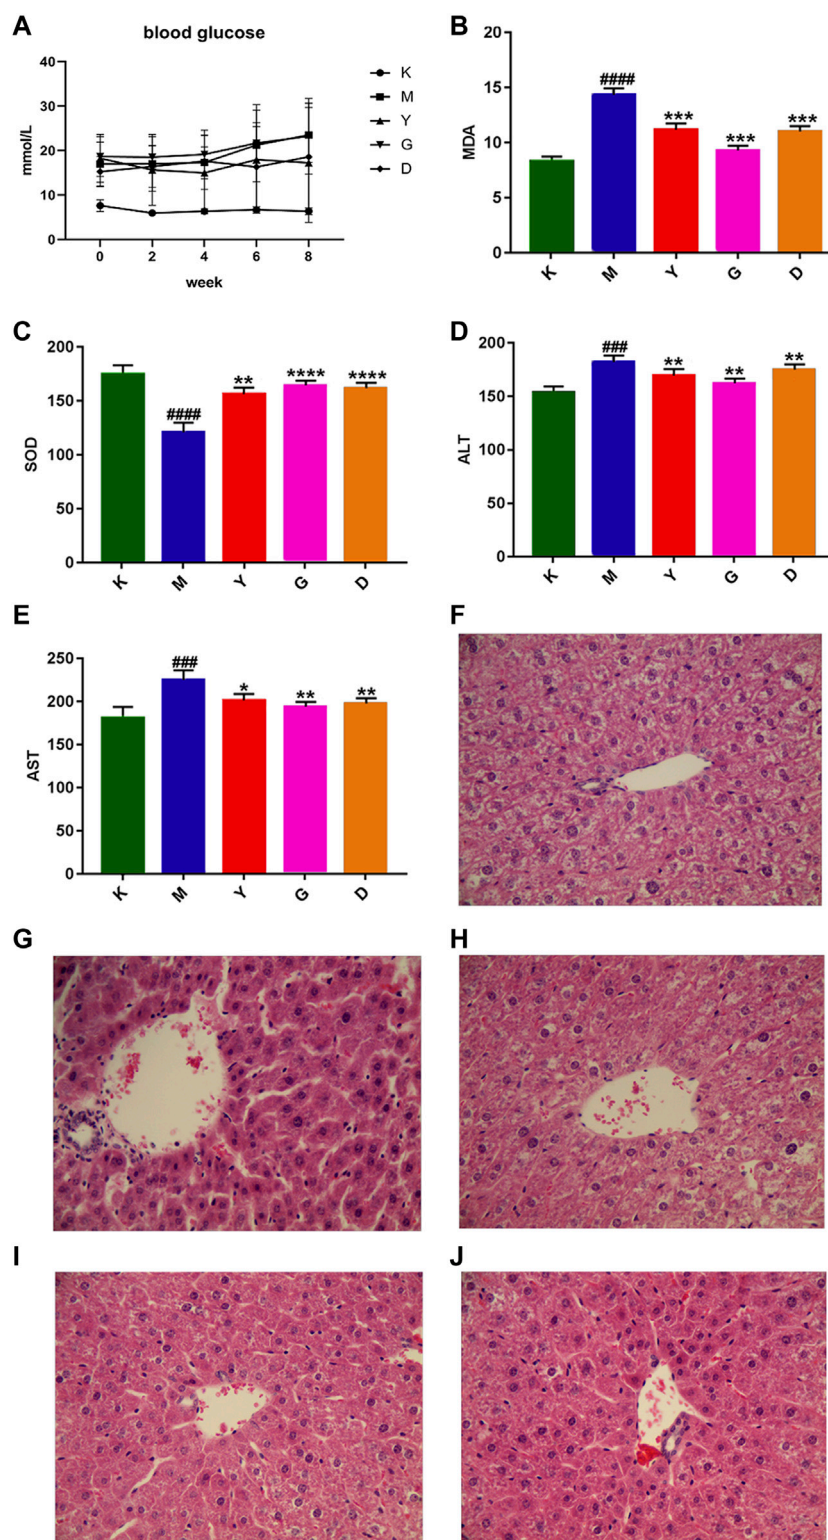 A
blood glucose
mmol/L
40
30
20
10
0
0 2 4 6 8
week
K
M
Y
G
D
B
MDA
20
15
10
5
0
####
***
***
***
K M Y G D
C
SOD
200
150
100
50
0
####
**
****
****
K M Y G D
D
ALT
200
150
100
50
0
###
**
**
**
K M Y G D
E
AST
250
200
150
100
50
0
###
*
**
**
K M Y G D
F
G
H
I
J